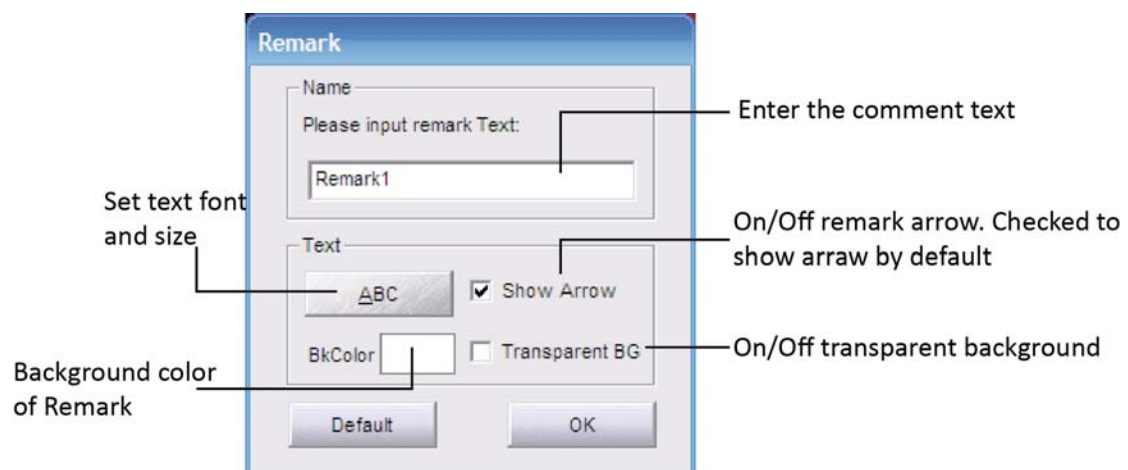 Remark
Name
Please input remark Text:
Enter the comment text
Remark1
Set text font
and size
On/Off remark arrow. Checked to
show arraw by default
Text
ABC
Show Arrow
BkColor
Transparent BG
On/Off transparent background
Background color
of Remark
Default
OK